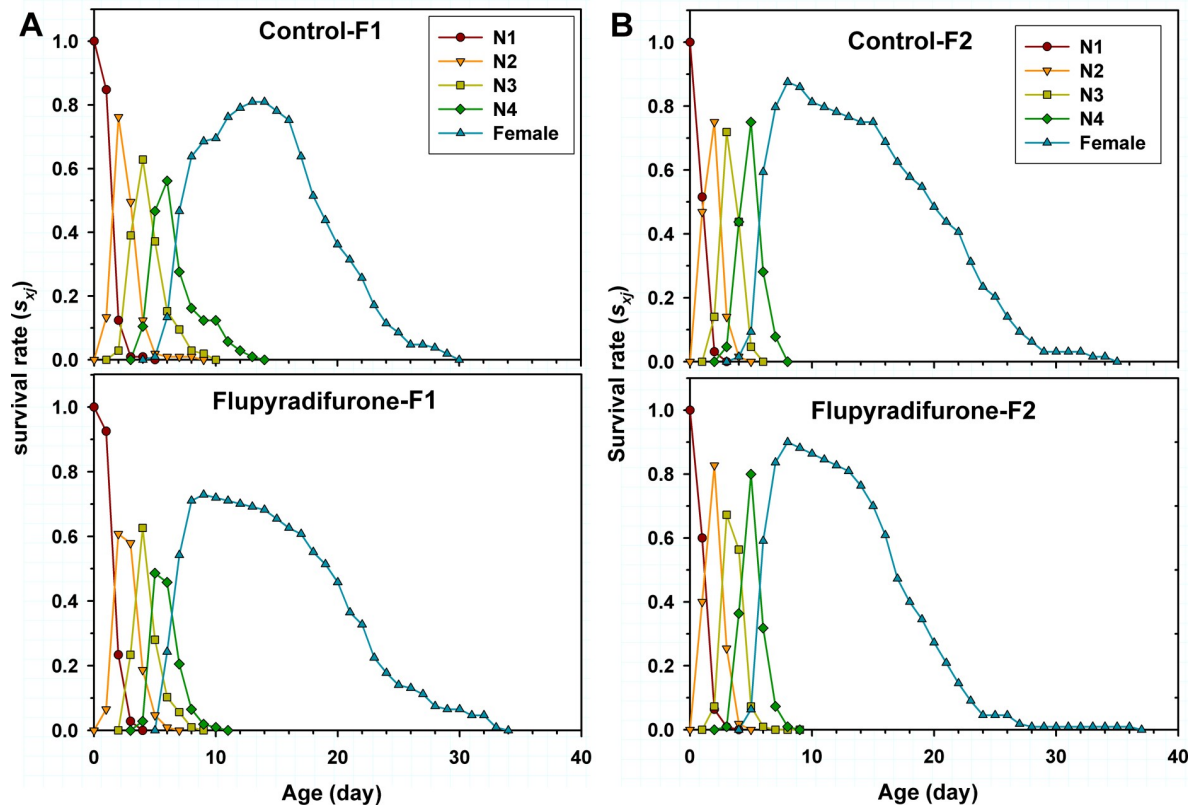 A
Control-F1
N1
N2
N3
N4
Female
1.0
0.8
0.6
0.4
0.2
0.0
Flupyradifurone-F1
1.0
0.8
0.6
0.4
0.2
0.0
0
10
20
30
40
survival rate (sxj)
Age (day)
B
Control-F2
N1
N2
N3
N4
Female
1.0
0.8
0.6
0.4
0.2
0.0
Flupyradifurone-F2
1.0
0.8
0.6
0.4
0.2
0.0
0
10
20
30
40
Survival rate (sxj)
Age (day)